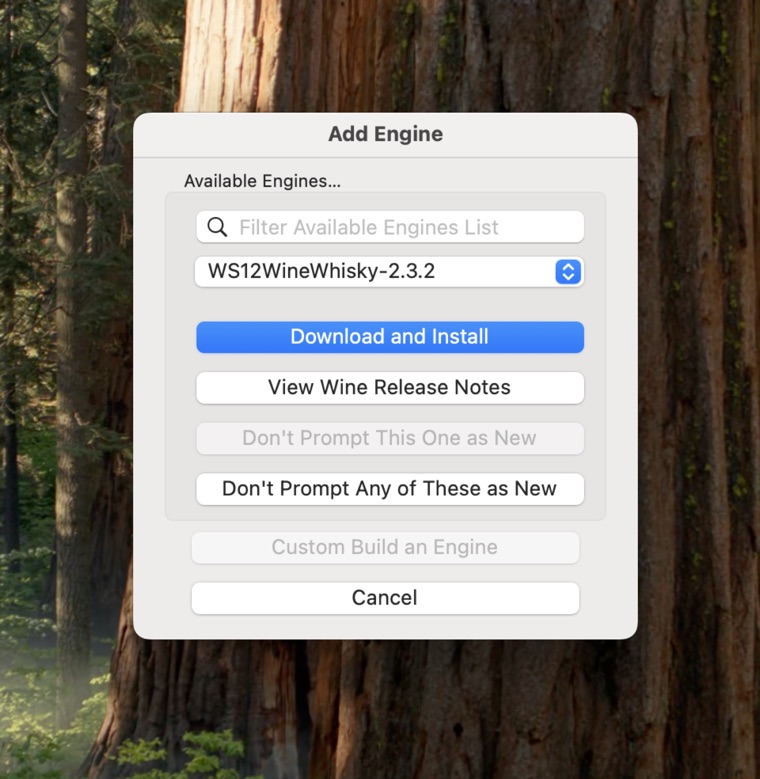 Add Engine
Available Engines...
Filter Available Engines List
WS12WineWhisky-2.3.2
Download and Install
View Wine Release Notes
Don't Prompt This One as New
Don't Prompt Any of These as New
Custom Build an Engine
Cancel